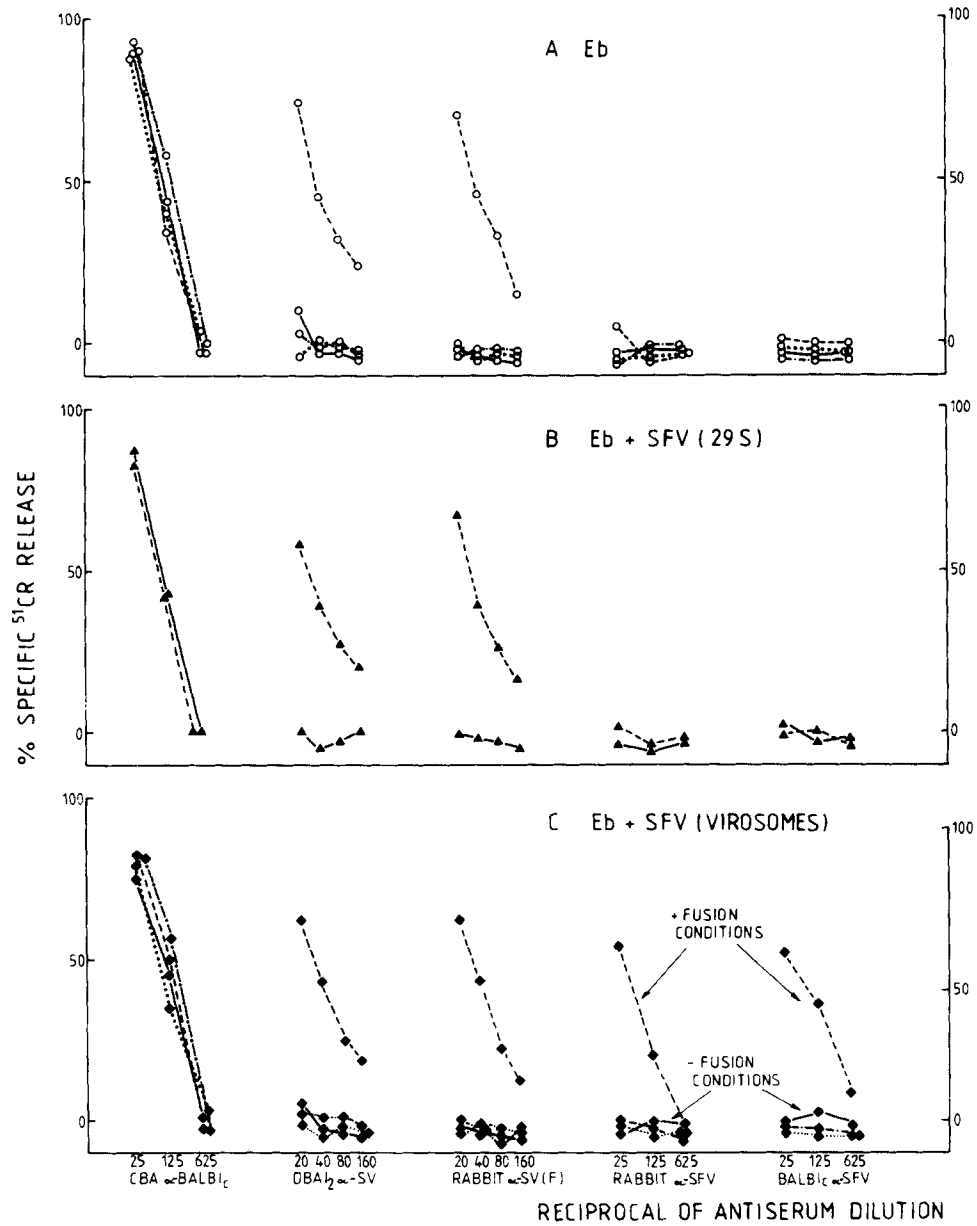 100
100
A Eb
50
50
0
0
100
100
B Eb + SFV (29S)
50
50
0
0
% SPECIFIC ⁵¹CR RELEASE
100
100
C Eb + SFV (VIROSOMES)
+ FUSION
CONDITIONS
50
50
- FUSION
CONDITIONS
0
0
25 125 625
20 40 80 160
20 40 80 160
25 125 625
25 125 625
CBA α-BALB/c
DBA/2 α-SV
RABBIT α-SV(F)
RABBIT α-SFV
BALB/c α-SFV
RECIPROCAL OF ANTISERUM DILUTION